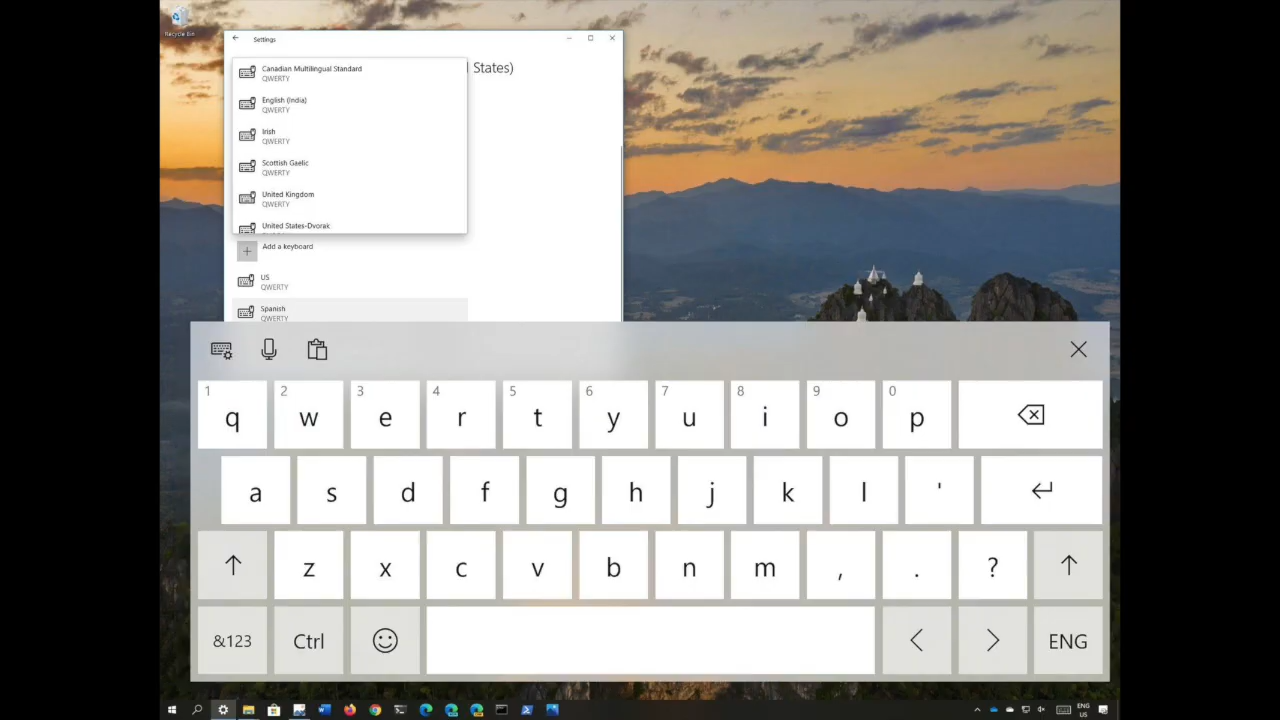 Recycle Bin
Settings
States)
Canadian Multilingual Standard
QWERTY
English (India)
QWERTY
Irish
QWERTY
Scottish Gaelic
QWERTY
United Kingdom
QWERTY
United States-Dvorak
Add a keyboard
US
QWERTY
Spanish
QWERTY
1 2 3 4 5 6 7 8 9 0
q w e r t y u i o p
a s d f g h j k l '
z x c v b n m , . ?
&123 Ctrl ENG
ENG
US